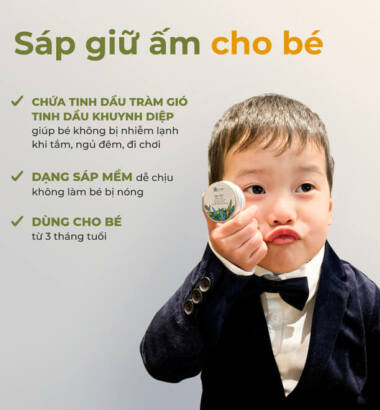 Sáp giữ ấm cho bé
CHỨA TINH DẦU TRÀM GIÓ
TINH DẦU KHUYNH DIỆP
giúp bé không bị nhiễm lạnh
khi tắm, ngủ đêm, đi chơi
DẠNG SÁP MỀM dễ chịu
không làm bé bị nóng
DÙNG CHO BÉ
từ 3 tháng tuổi